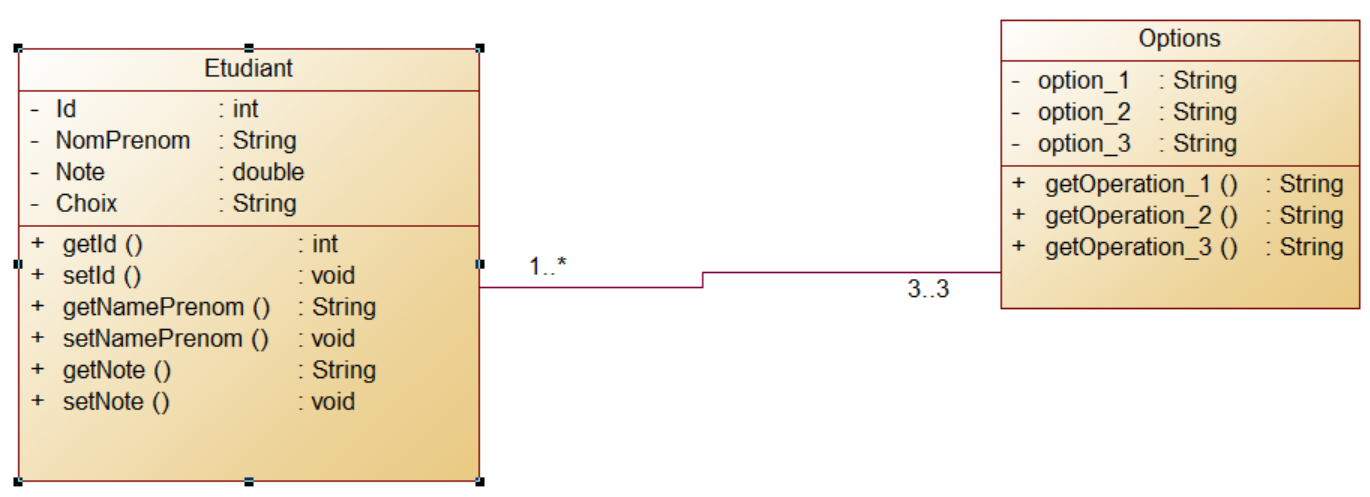 Etudiant
- Id : int
- NomPrenom : String
- Note : double
- Choix : String
+ getId () : int
+ setId () : void
+ getNamePrenom () : String
+ setNamePrenom () : void
+ getNote () : String
+ setNote () : void
1..*
3..3
Options
- option_1 : String
- option_2 : String
- option_3 : String
+ getOperation_1 () : String
+ getOperation_2 () : String
+ getOperation_3 () : String